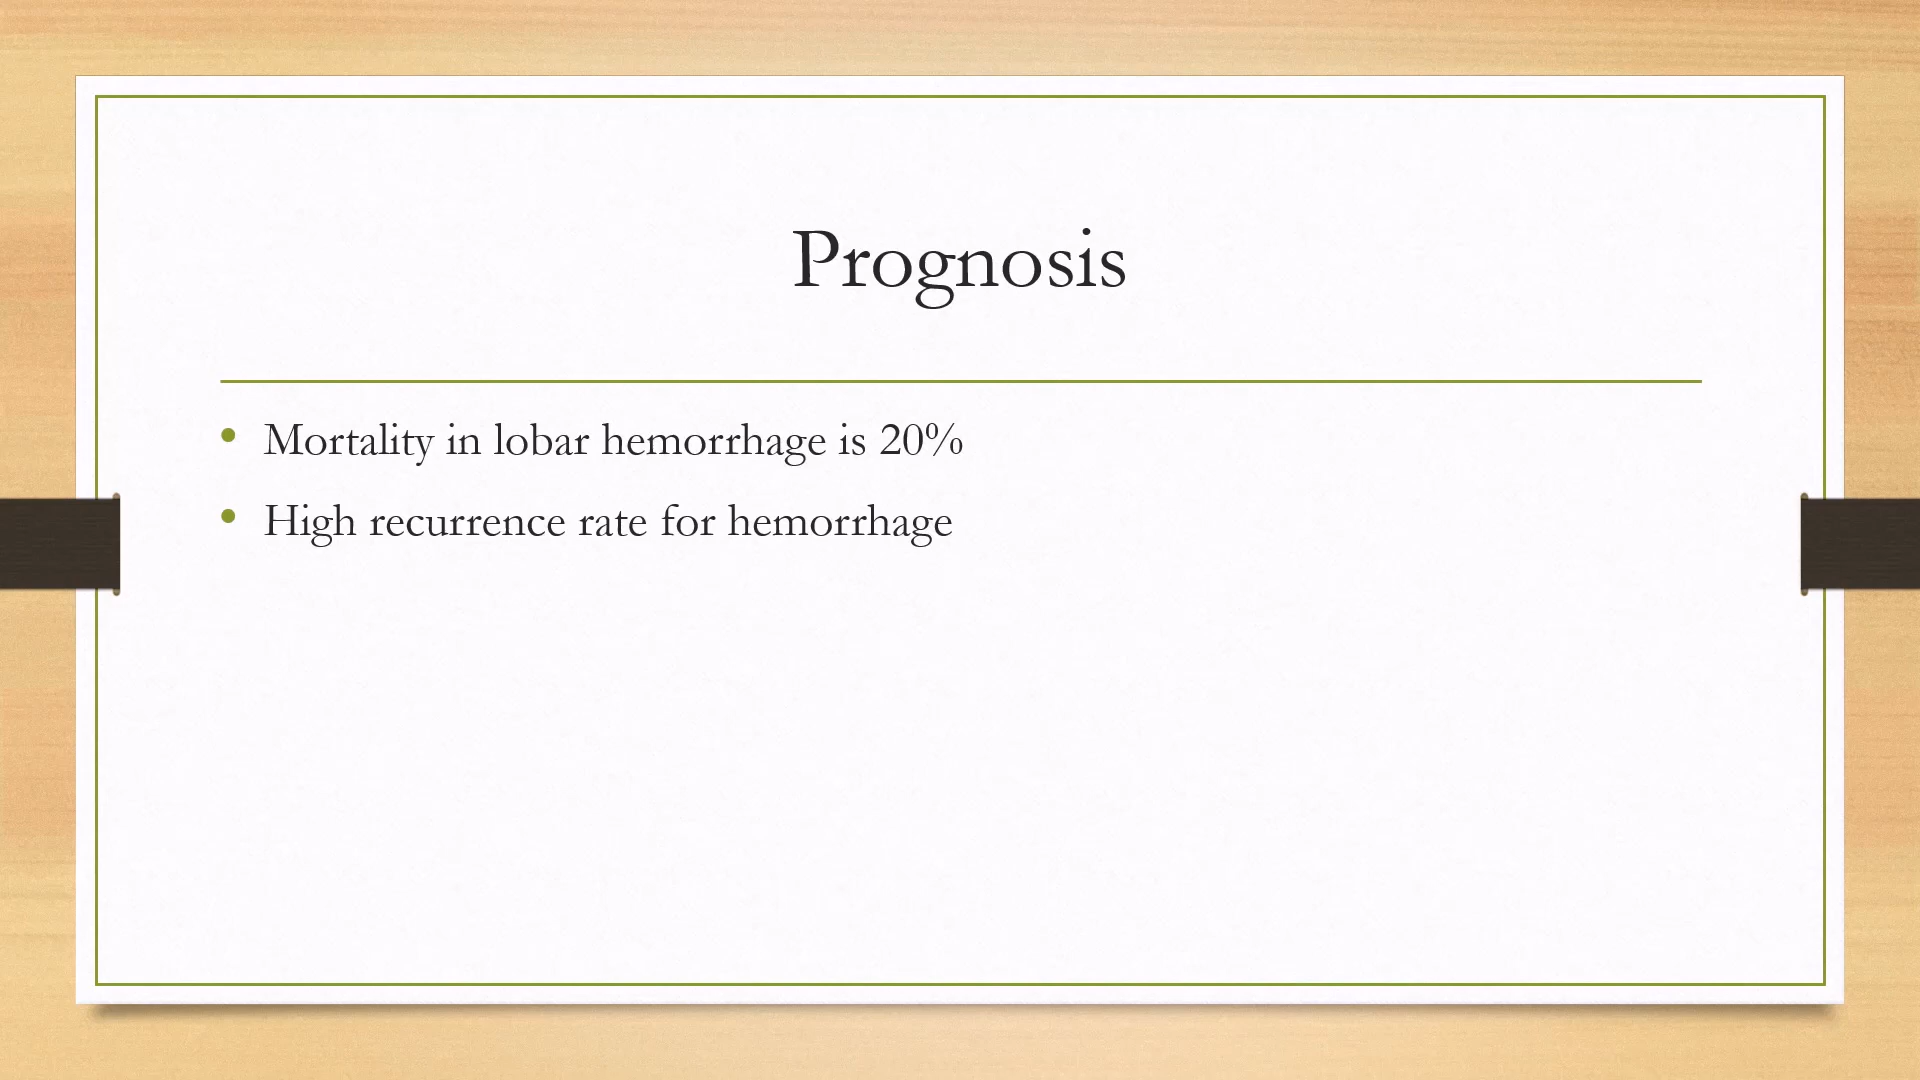 Prognosis
• Mortality in lobar hemorrhage is 20%
• High recurrence rate for hemorrhage